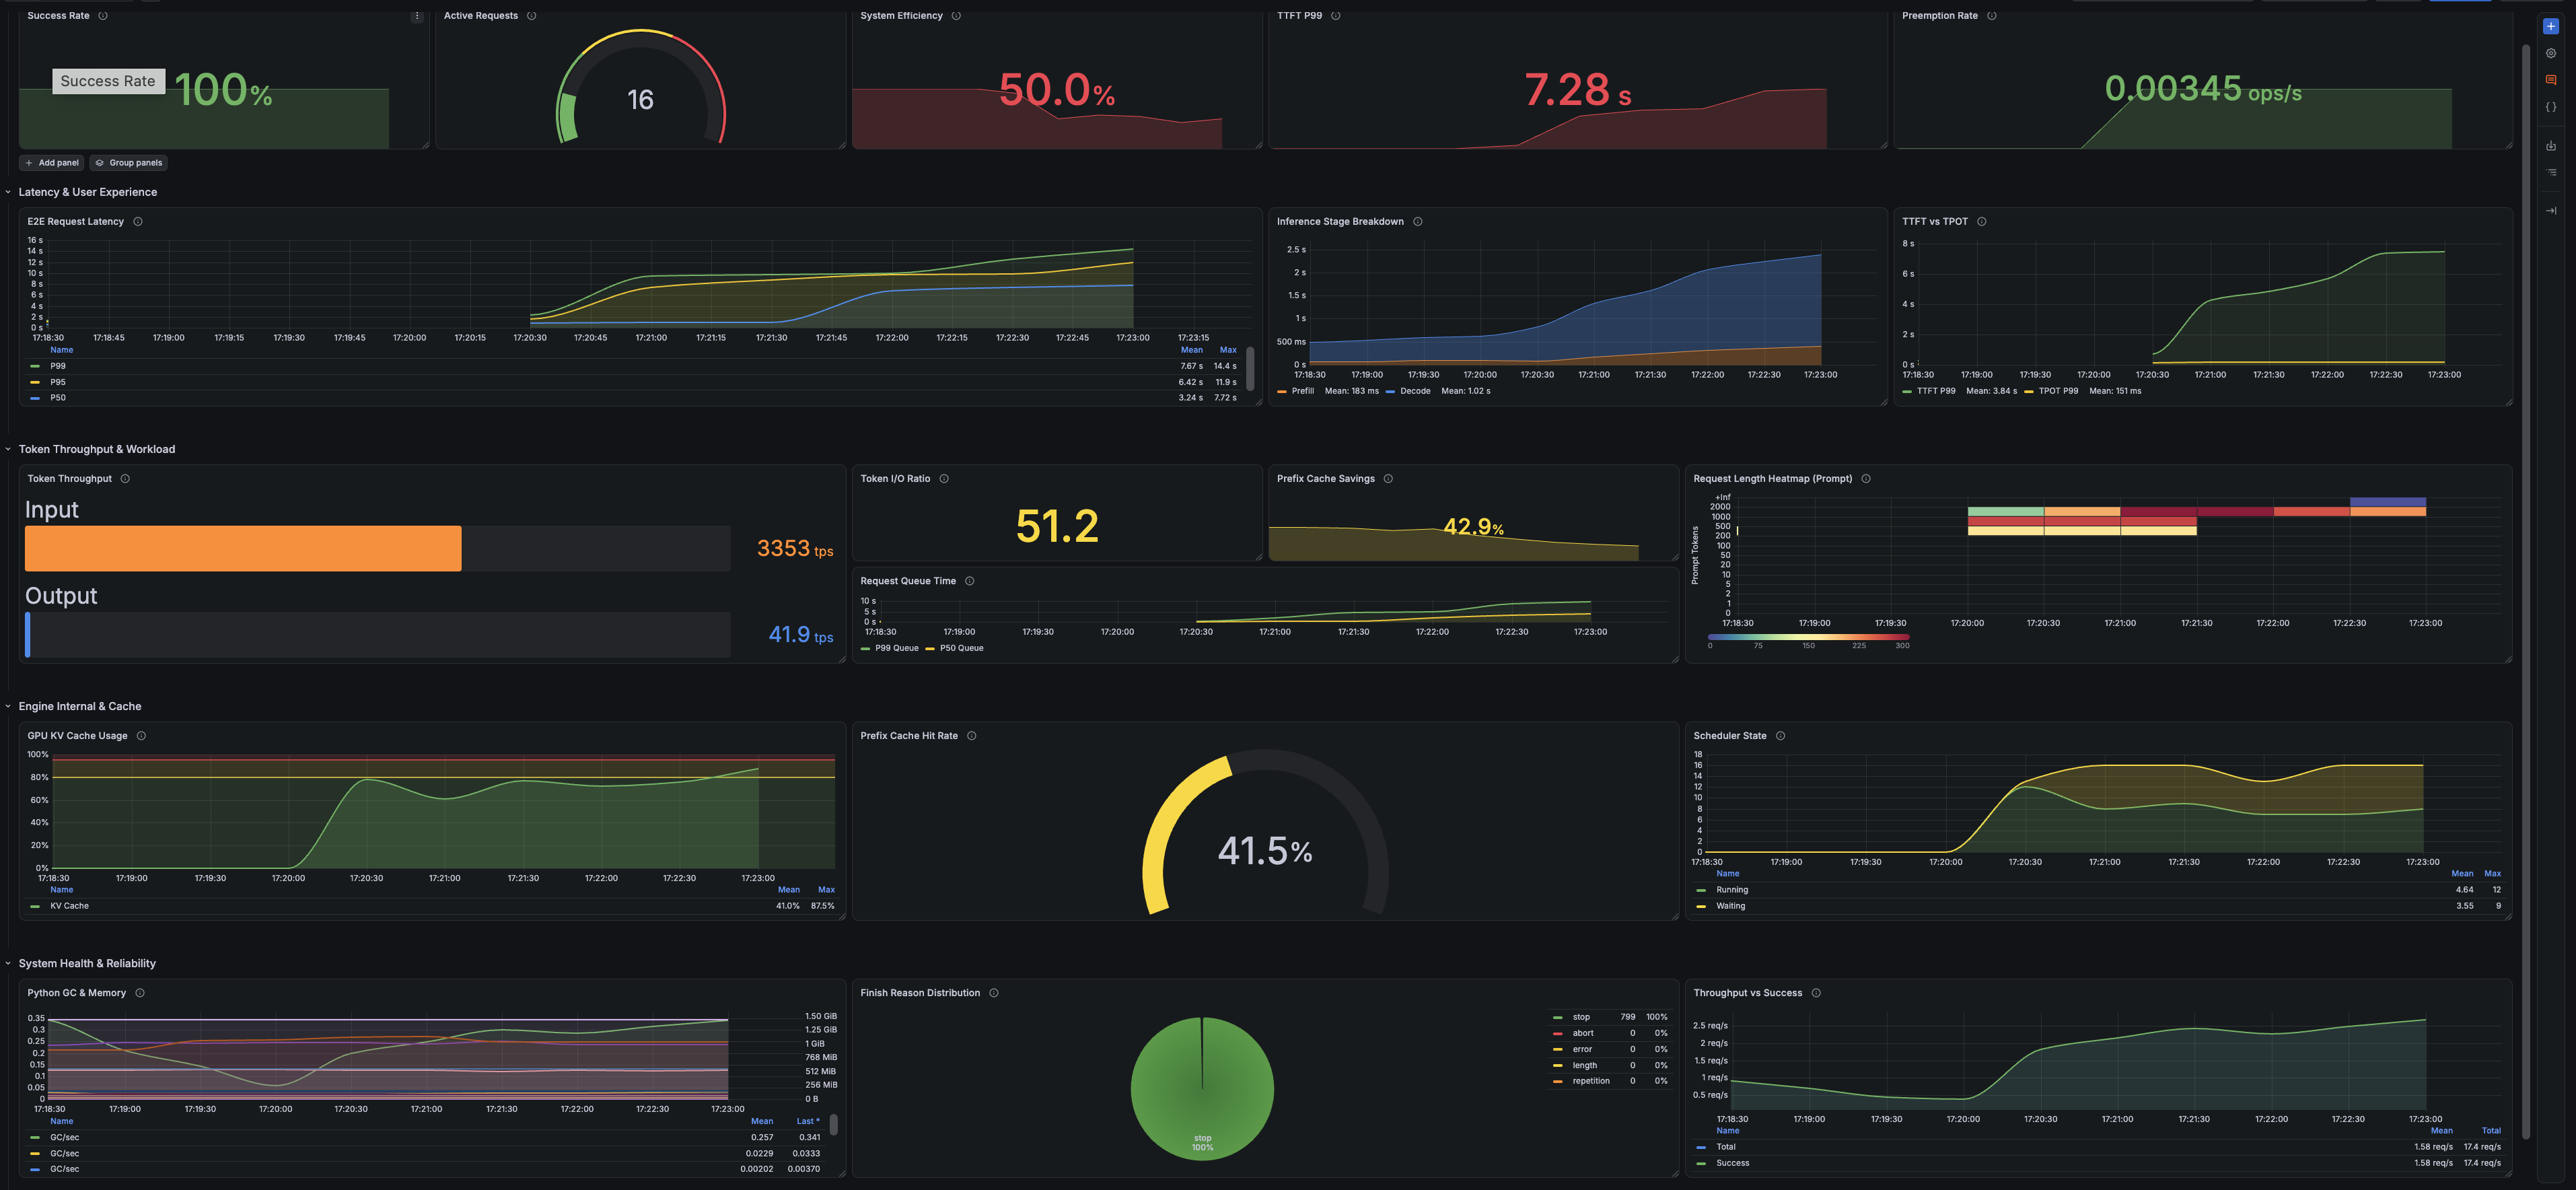 Success Rate
Active Requests
System Efficiency
TTFT P99
Preemption Rate
Success Rate
100%
16
50.0%
7.28 s
0.00345 ops/s
Add panel
Group panels
Latency & User Experience
E2E Request Latency
16 s
14 s
12 s
10 s
8 s
6 s
4 s
2 s
0 s
17:18:30 17:18:45 17:19:00 17:19:15 17:19:30 17:19:45 17:20:00 17:20:15 17:20:30 17:20:45 17:21:00 17:21:15 17:21:30 17:21:45 17:22:00 17:22:15 17:22:30 17:22:45 17:23:00 17:23:15
Name Mean Max
P99 7.67 s 14.4 s
P95 6.42 s 11.9 s
P50 3.24 s 7.72 s
Inference Stage Breakdown
2.5 s
2 s
1.5 s
1 s
500 ms
0 s
17:18:30 17:19:00 17:19:30 17:20:00 17:20:30 17:21:00 17:21:30 17:22:00 17:22:30 17:23:00
Prefill Mean: 183 ms Decode Mean: 1.02 s
TTFT vs TPOT
8 s
6 s
4 s
2 s
0 s
17:18:30 17:19:00 17:19:30 17:20:00 17:20:30 17:21:00 17:21:30 17:22:00 17:22:30 17:23:00
TTFT P99 Mean: 3.84 s TPOT P99 Mean: 151 ms
Token Throughput & Workload
Token Throughput
Input
3353 tps
Output
41.9 tps
Token I/O Ratio
51.2
Prefix Cache Savings
42.9%
Request Queue Time
10 s
5 s
0 s
17:18:30 17:19:00 17:19:30 17:20:00 17:20:30 17:21:00 17:21:30 17:22:00 17:22:30 17:23:00
P99 Queue P50 Queue
Request Length Heatmap (Prompt)
Prompt Tokens
+Inf
2000
1000
500
200
100
50
20
10
5
2
1
0
17:18:30 17:19:00 17:19:30 17:20:00 17:20:30 17:21:00 17:21:30 17:22:00 17:22:30 17:23:00
0 75 150 225 300
Engine Internal & Cache
GPU KV Cache Usage
100%
80%
60%
40%
20%
0%
17:18:30 17:19:00 17:19:30 17:20:00 17:20:30 17:21:00 17:21:30 17:22:00 17:22:30 17:23:00
Name Mean Max
KV Cache 41.0% 87.5%
Prefix Cache Hit Rate
41.5%
Scheduler State
18
16
14
12
10
8
6
4
2
0
17:18:30 17:19:00 17:19:30 17:20:00 17:20:30 17:21:00 17:21:30 17:22:00 17:22:30 17:23:00
Name Mean Max
Running 4.64 12
Waiting 3.55 9
System Health & Reliability
Python GC & Memory
0.35
0.3
0.25
0.2
0.15
0.1
0.05
0
1.50 GiB
1.25 GiB
1 GiB
768 MiB
512 MiB
256 MiB
0 B
17:18:30 17:19:00 17:19:30 17:20:00 17:20:30 17:21:00 17:21:30 17:22:00 17:22:30 17:23:00
Name Mean Last *
GC/sec 0.257 0.341
GC/sec 0.0229 0.0333
GC/sec 0.00202 0.00370
Finish Reason Distribution
stop
100%
stop 799 100%
abort 0 0%
error 0 0%
length 0 0%
repetition 0 0%
Throughput vs Success
2.5 req/s
2 req/s
1.5 req/s
1 req/s
0.5 req/s
17:18:30 17:19:00 17:19:30 17:20:00 17:20:30 17:21:00 17:21:30 17:22:00 17:22:30 17:23:00
Name Mean Total
Total 1.58 req/s 17.4 req/s
Success 1.58 req/s 17.4 req/s